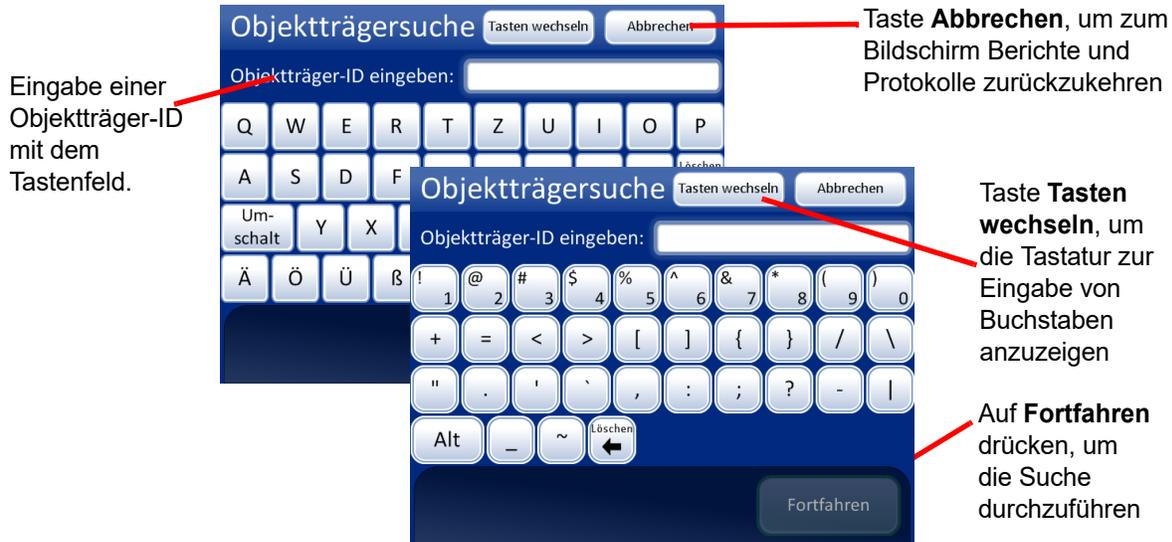 Objektträgersuche Tasten wechseln Abbrechen
Taste Abbrechen, um zum
Bildschirm Berichte und
Protokolle zurückzukehren
Objektträger-ID eingeben:
Eingabe einer
Objektträger-ID
mit dem
Tastenfeld.
Q W E R T Z U I O P
A S D F
Löschen
Um-
schalt Y X
Ä Ö Ü ß
Objektträgersuche Tasten wechseln Abbrechen
Objektträger-ID eingeben:
! @ # $ % ^ & * ( )
1 2 3 4 5 6 7 8 9 0
+ = < > [ ] { } / \
" . ' ` , : ; ? - |
Alt _ ~ Löschen
Fortfahren
Taste Tasten
wechseln, um
die Tastatur zur
Eingabe von
Buchstaben
anzuzeigen
Auf Fortfahren
drücken, um
die Suche
durchzuführen